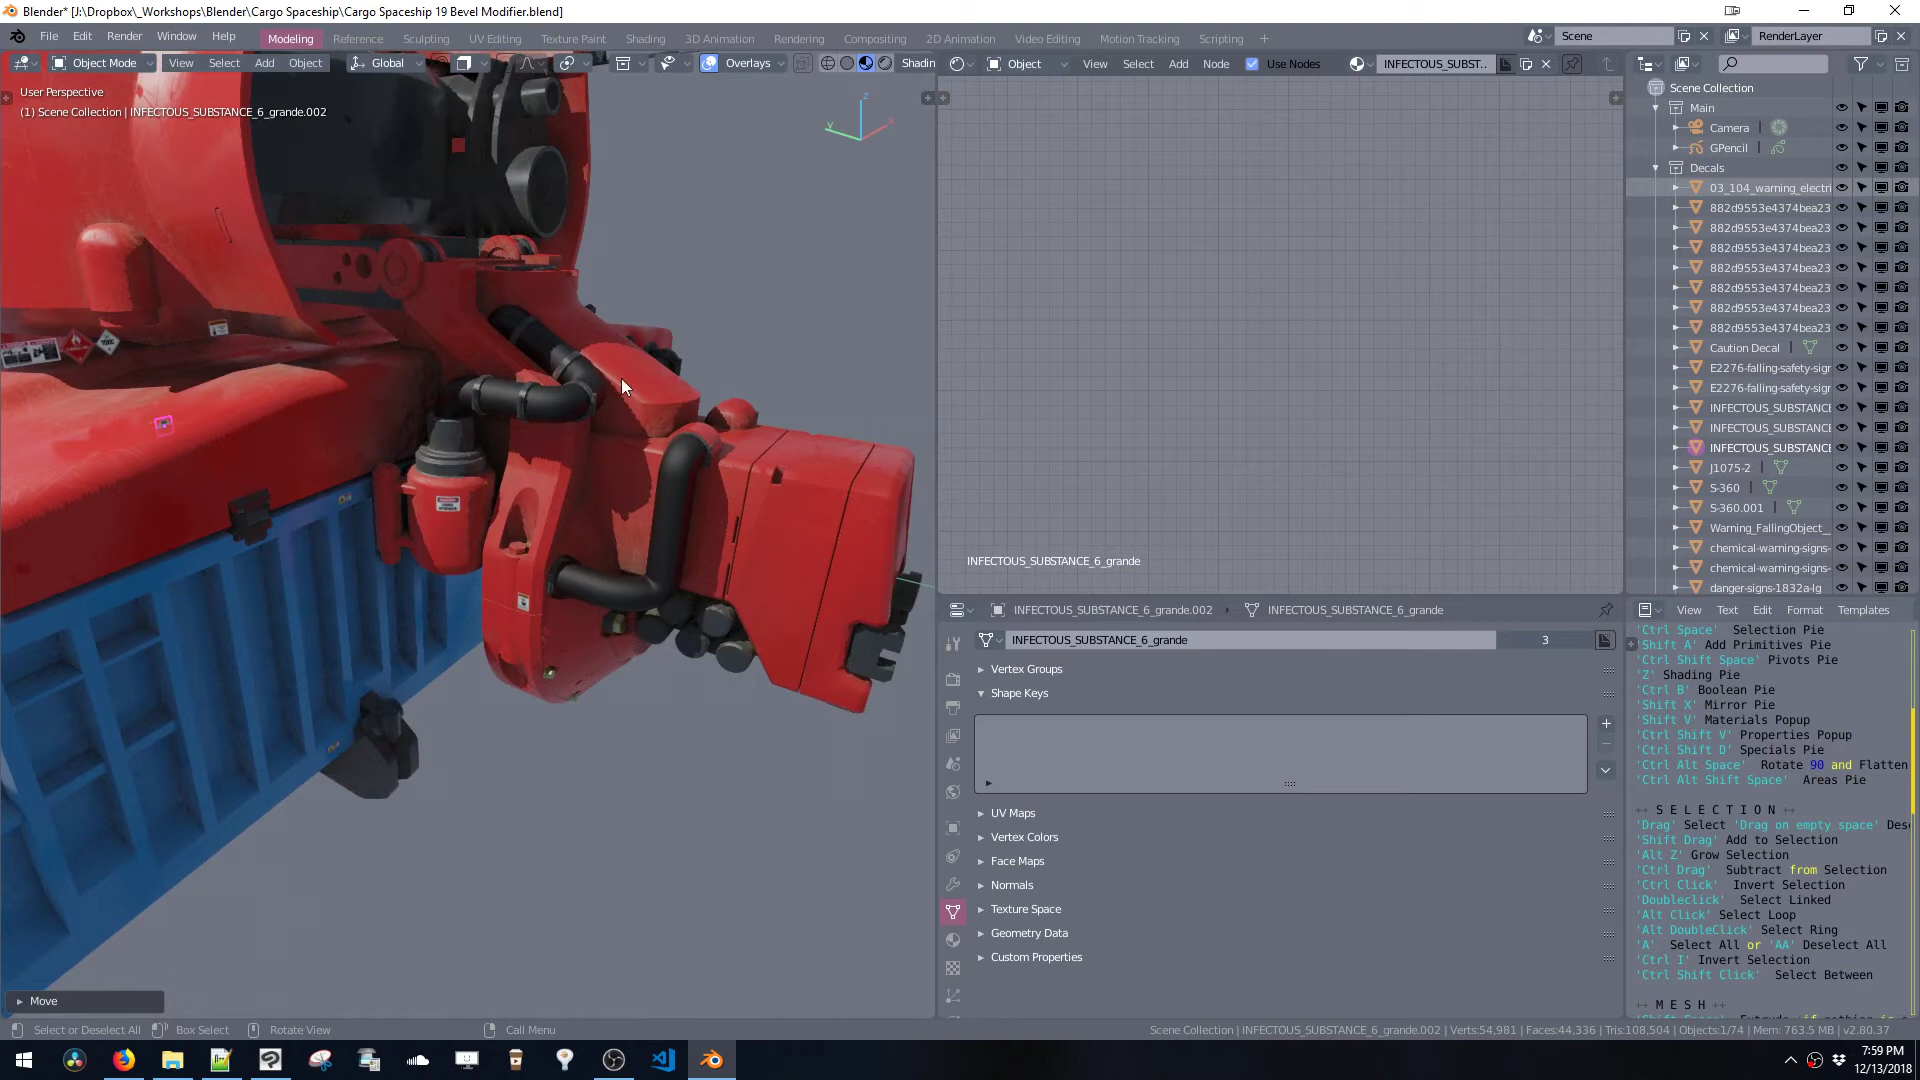 Blender* [J:\Dropbox\_Workshops\Blender\Cargo Spaceship\Cargo Spaceship 19 Bevel Modifier.blend]
File Edit Render Window Help Modeling Reference Sculpting UV Editing Texture Paint Shading 3D Animation Rendering Compositing 2D Animation Video Editing Motion Tracking Scripting Scene RenderLayer
Object Mode View Select Add Object Global Overlays Shadin Object View Select Add Node Use Nodes INFECTOUS_SUBST..
User Perspective
(1) Scene Collection | INFECTIOUS_SUBSTANCE_6_grande.002
z
x
y
INFECTOUS_SUBSTANCE_6_grande
Scene Collection
Main
Camera
GPencil
Decals
03_104_warning_electri
882d9553e4374bea23
882d9553e4374bea23
882d9553e4374bea23
882d9553e4374bea23
882d9553e4374bea23
882d9553e4374bea23
882d9553e4374bea23
Caution Decal
E2276-falling-safety-sigr
E2276-falling-safety-sigr
INFECTOUS_SUBSTANCE
INFECTOUS_SUBSTANCE
INFECTOUS_SUBSTANCE
J1075-2
S-360
S-360.001
Warning_FallingObject_
chemical-warning-signs-
chemical-warning-signs-
danger-signs-1832a-lg
INFECTOUS_SUBSTANCE_6_grande.002 INFECTOUS_SUBSTANCE_6_grande
INFECTOUS_SUBSTANCE_6_grande 3
Vertex Groups
Shape Keys
UV Maps
Vertex Colors
Face Maps
Normals
Texture Space
Geometry Data
Custom Properties
View Text Edit Format Templates
'Ctrl Space' Selection Pie
'Shift A' Add Primitives Pie
'Ctrl Shift Space' Pivots Pie
'Z' Shading Pie
'Ctrl B' Boolean Pie
'Shift X' Mirror Pie
'Shift V' Materials Popup
'Ctrl Shift V' Properties Popup
'Ctrl Shift D' Specials Pie
'Ctrl Alt Space' Rotate 90 and Flatten
'Ctrl Alt Shift Space' Areas Pie
++ S E L E C T I O N ++
'Drag' Select 'Drag on empty space' Des
'Shift Drag' Add to Selection
'Alt Z' Grow Selection
'Ctrl Drag' Subtract from Selection
'Ctrl Click' Invert Selection
'Doubleclick' Select Linked
'Alt Click' Select Loop
'Alt DoubleClick' Select Ring
'A' Select All or 'AA' Deselect All
'Ctrl I' Invert Selection
'Ctrl Shift Click' Select Between
++ M E S H ++
Move
Select or Deselect All Box Select Rotate View Call Menu
Scene Collection | INFECTOUS_SUBSTANCE_6_grande.002 | Verts:54,981 | Faces:44,336 | Tris:108,504 | Objects:1/74 | Mem: 763.5 MB | v2.80.37
7:59 PM
12/13/2018